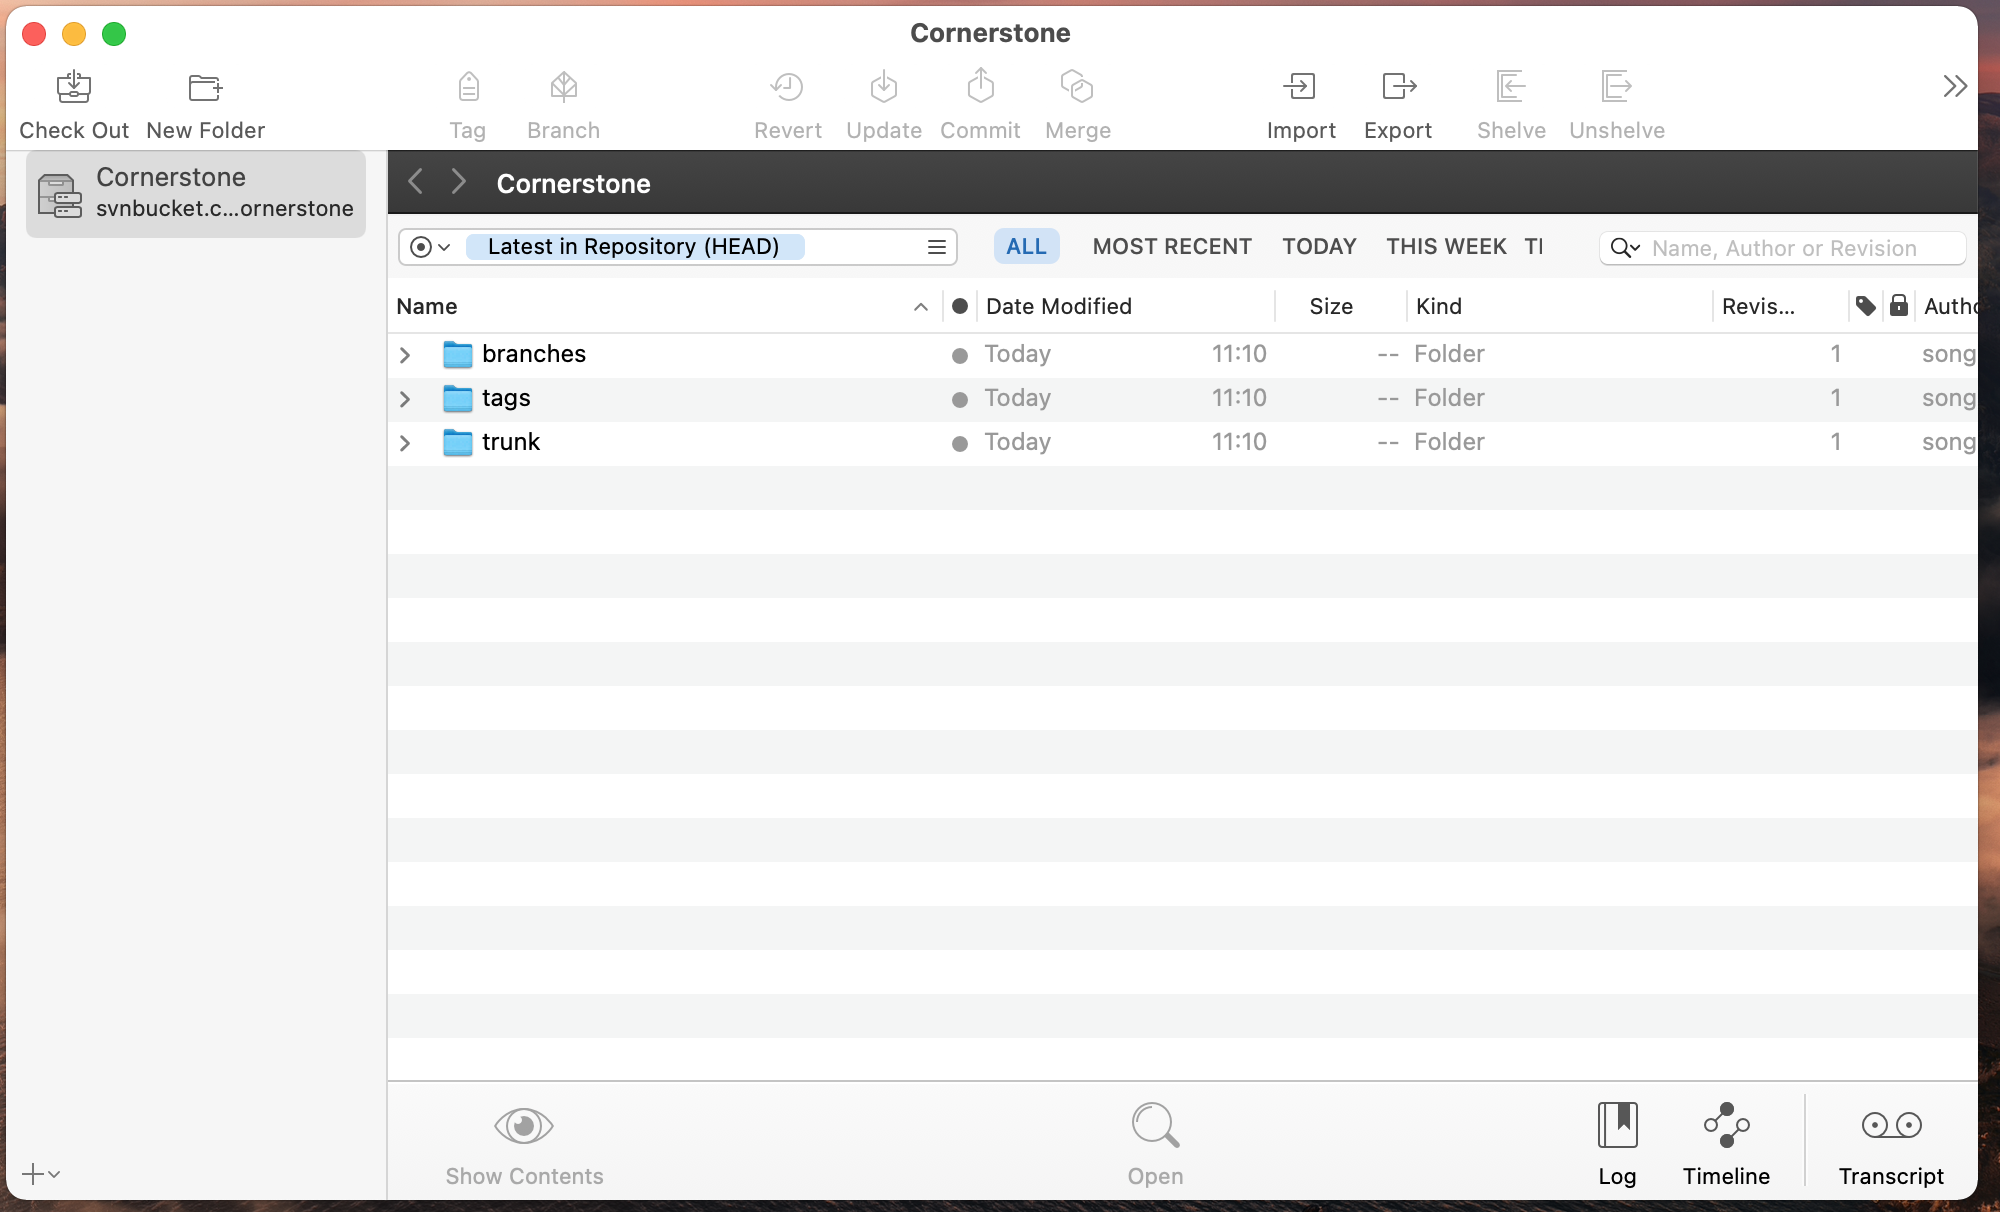 Cornerstone
Check Out New Folder Tag Branch Revert Update Commit Merge Import Export Shelve Unshelve
Cornerstone
svnbucket.c...ornerstone
Cornerstone
Latest in Repository (HEAD) ALL MOST RECENT TODAY THIS WEEK Name, Author or Revision
Name Date Modified Size Kind Revis...
branches Today 11:10 -- Folder 1 song
tags Today 11:10 -- Folder 1 song
trunk Today 11:10 -- Folder 1 song
Show Contents Open Log Timeline Transcript